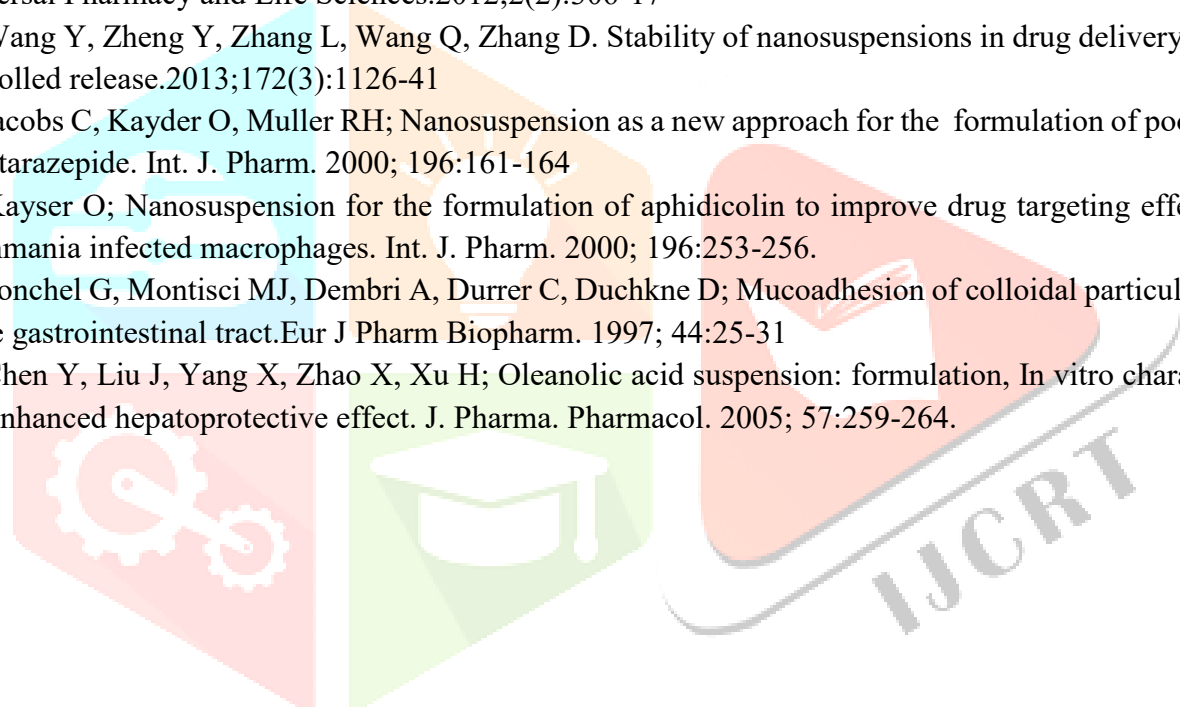 ersal Pharmacy and Life Sciences.2012;2(2):506-17
Wang Y, Zheng Y, Zhang L, Wang Q, Zhang D. Stability of nanosuspensions in drug delivery
olled release.2013;172(3):1126-41
acobs C, Kayder O, Muller RH; Nanosuspension as a new approach for the formulation of poo
tarazepide. Int. J. Pharm. 2000; 196:161-164
Kayser O; Nanosuspension for the formulation of aphidicolin to improve drug targeting effe
mania infected macrophages. Int. J. Pharm. 2000; 196:253-256.
onchel G, Montisci MJ, Dembri A, Durrer C, Duchkne D; Mucoadhesion of colloidal particul
e gastrointestinal tract.Eur J Pharm Biopharm. 1997; 44:25-31
Chen Y, Liu J, Yang X, Zhao X, Xu H; Oleanolic acid suspension: formulation, In vitro chara
nhanced hepatoprotective effect. J. Pharma. Pharmacol. 2005; 57:259-264.
IJCRT